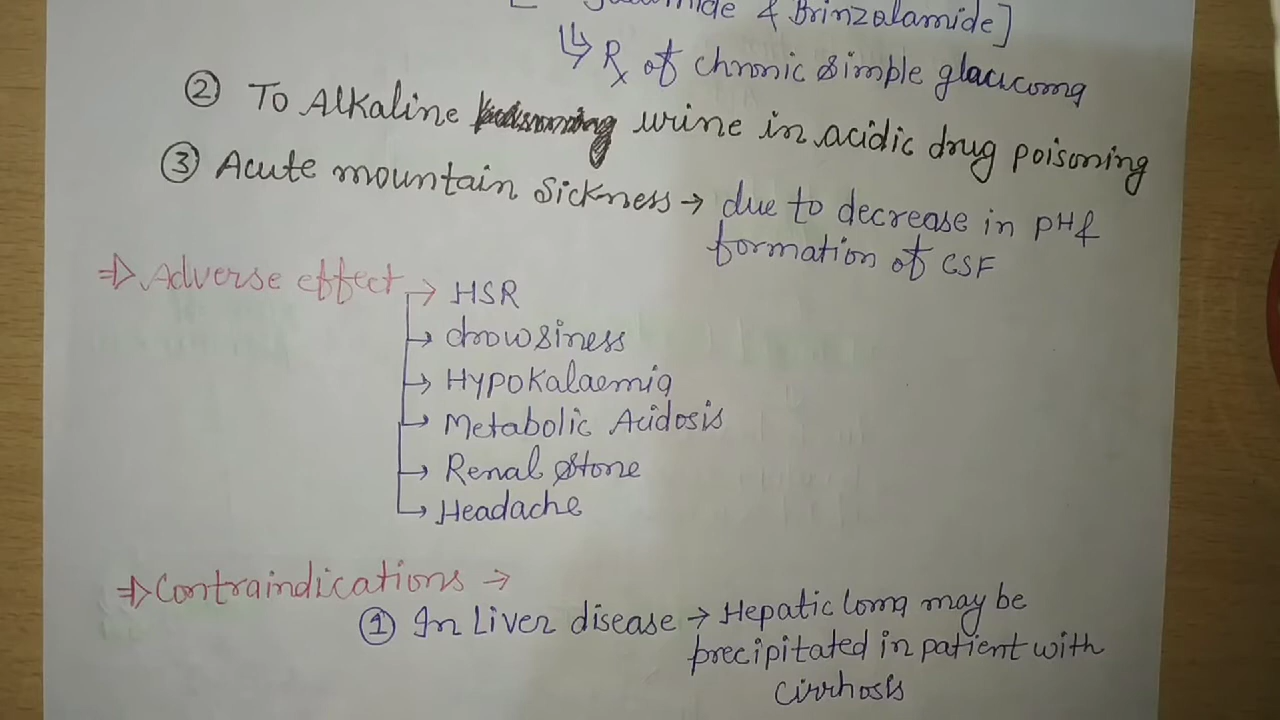 & Brinzalamide]
↳ Rx of chronic simple glaucoma
② To Alkaline urine in acidic drug poisoning
③ Acute mountain sickness → due to decrease in pH &
formation of CSF
⇒ Adverse effect → HSR
→ drowsiness
→ Hypokalaemia
→ Metabolic Acidosis
→ Renal stone
→ Headache
⇒ Contraindications →
① In Liver disease → Hepatic Coma may be
precipitated in patient with
cirrhosis